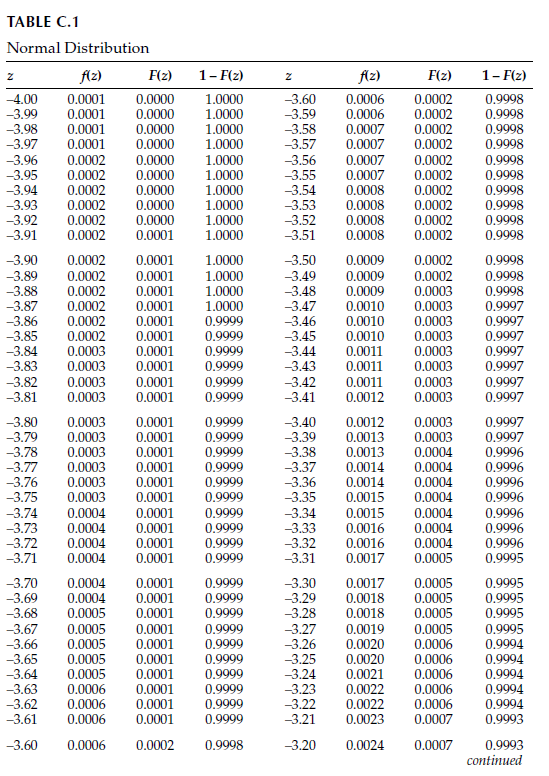 TABLE C.1
Normal Distribution
z f(z) F(z) 1 – F(z) z f(z) F(z) 1 – F(z)
–4.00 0.0001 0.0000 1.0000 –3.60 0.0006 0.0002 0.9998
–3.99 0.0001 0.0000 1.0000 –3.59 0.0006 0.0002 0.9998
–3.98 0.0001 0.0000 1.0000 –3.58 0.0007 0.0002 0.9998
–3.97 0.0001 0.0000 1.0000 –3.57 0.0007 0.0002 0.9998
–3.96 0.0002 0.0000 1.0000 –3.56 0.0007 0.0002 0.9998
–3.95 0.0002 0.0000 1.0000 –3.55 0.0007 0.0002 0.9998
–3.94 0.0002 0.0000 1.0000 –3.54 0.0008 0.0002 0.9998
–3.93 0.0002 0.0000 1.0000 –3.53 0.0008 0.0002 0.9998
–3.92 0.0002 0.0000 1.0000 –3.52 0.0008 0.0002 0.9998
–3.91 0.0002 0.0001 1.0000 –3.51 0.0008 0.0002 0.9998
–3.90 0.0002 0.0001 1.0000 –3.50 0.0009 0.0002 0.9998
–3.89 0.0002 0.0001 1.0000 –3.49 0.0009 0.0002 0.9998
–3.88 0.0002 0.0001 1.0000 –3.48 0.0009 0.0003 0.9998
–3.87 0.0002 0.0001 1.0000 –3.47 0.0010 0.0003 0.9997
–3.86 0.0002 0.0001 0.9999 –3.46 0.0010 0.0003 0.9997
–3.85 0.0002 0.0001 0.9999 –3.45 0.0010 0.0003 0.9997
–3.84 0.0003 0.0001 0.9999 –3.44 0.0011 0.0003 0.9997
–3.83 0.0003 0.0001 0.9999 –3.43 0.0011 0.0003 0.9997
–3.82 0.0003 0.0001 0.9999 –3.42 0.0011 0.0003 0.9997
–3.81 0.0003 0.0001 0.9999 –3.41 0.0012 0.0003 0.9997
–3.80 0.0003 0.0001 0.9999 –3.40 0.0012 0.0003 0.9997
–3.79 0.0003 0.0001 0.9999 –3.39 0.0013 0.0003 0.9997
–3.78 0.0003 0.0001 0.9999 –3.38 0.0013 0.0004 0.9996
–3.77 0.0003 0.0001 0.9999 –3.37 0.0014 0.0004 0.9996
–3.76 0.0003 0.0001 0.9999 –3.36 0.0014 0.0004 0.9996
–3.75 0.0003 0.0001 0.9999 –3.35 0.0015 0.0004 0.9996
–3.74 0.0004 0.0001 0.9999 –3.34 0.0015 0.0004 0.9996
–3.73 0.0004 0.0001 0.9999 –3.33 0.0016 0.0004 0.9996
–3.72 0.0004 0.0001 0.9999 –3.32 0.0016 0.0004 0.9996
–3.71 0.0004 0.0001 0.9999 –3.31 0.0017 0.0005 0.9995
–3.70 0.0004 0.0001 0.9999 –3.30 0.0017 0.0005 0.9995
–3.69 0.0004 0.0001 0.9999 –3.29 0.0018 0.0005 0.9995
–3.68 0.0005 0.0001 0.9999 –3.28 0.0018 0.0005 0.9995
–3.67 0.0005 0.0001 0.9999 –3.27 0.0019 0.0005 0.9995
–3.66 0.0005 0.0001 0.9999 –3.26 0.0020 0.0006 0.9994
–3.65 0.0005 0.0001 0.9999 –3.25 0.0020 0.0006 0.9994
–3.64 0.0005 0.0001 0.9999 –3.24 0.0021 0.0006 0.9994
–3.63 0.0006 0.0001 0.9999 –3.23 0.0022 0.0006 0.9994
–3.62 0.0006 0.0001 0.9999 –3.22 0.0022 0.0006 0.9994
–3.61 0.0006 0.0001 0.9999 –3.21 0.0023 0.0007 0.9993
–3.60 0.0006 0.0002 0.9998 –3.20 0.0024 0.0007 0.9993
continued